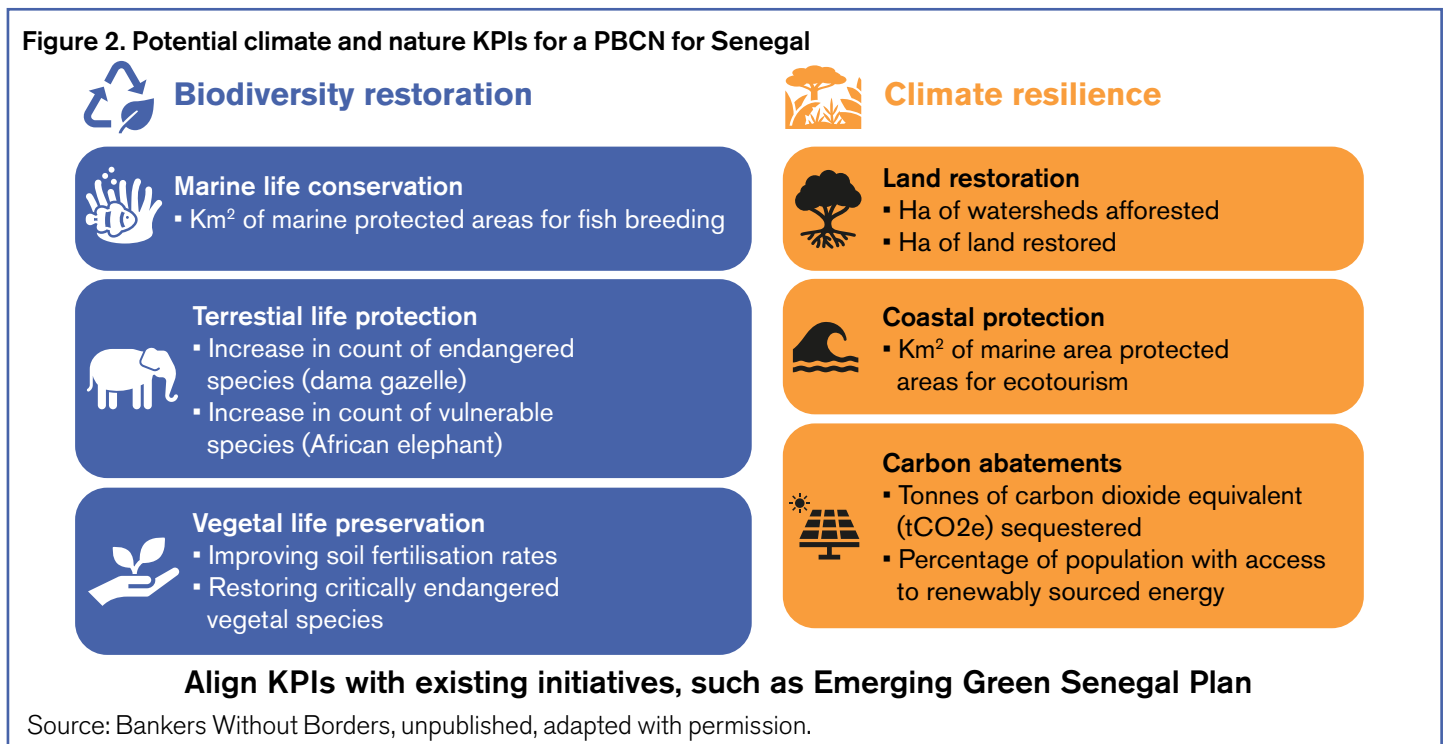 Figure 2. Potential climate and nature KPIs for a PBCN for Senegal
Biodiversity restoration
Marine life conservation
▪ Km² of marine protected areas for fish breeding
Terrestial life protection
▪ Increase in count of endangered
species (dama gazelle)
▪ Increase in count of vulnerable
species (African elephant)
Vegetal life preservation
▪ Improving soil fertilisation rates
▪ Restoring critically endangered
vegetal species
Climate resilience
Land restoration
▪ Ha of watersheds afforested
▪ Ha of land restored
Coastal protection
▪ Km² of marine area protected
areas for ecotourism
Carbon abatements
▪ Tonnes of carbon dioxide equivalent
(tCO2e) sequestered
▪ Percentage of population with access
to renewably sourced energy
Align KPIs with existing initiatives, such as Emerging Green Senegal Plan
Source: Bankers Without Borders, unpublished, adapted with permission.